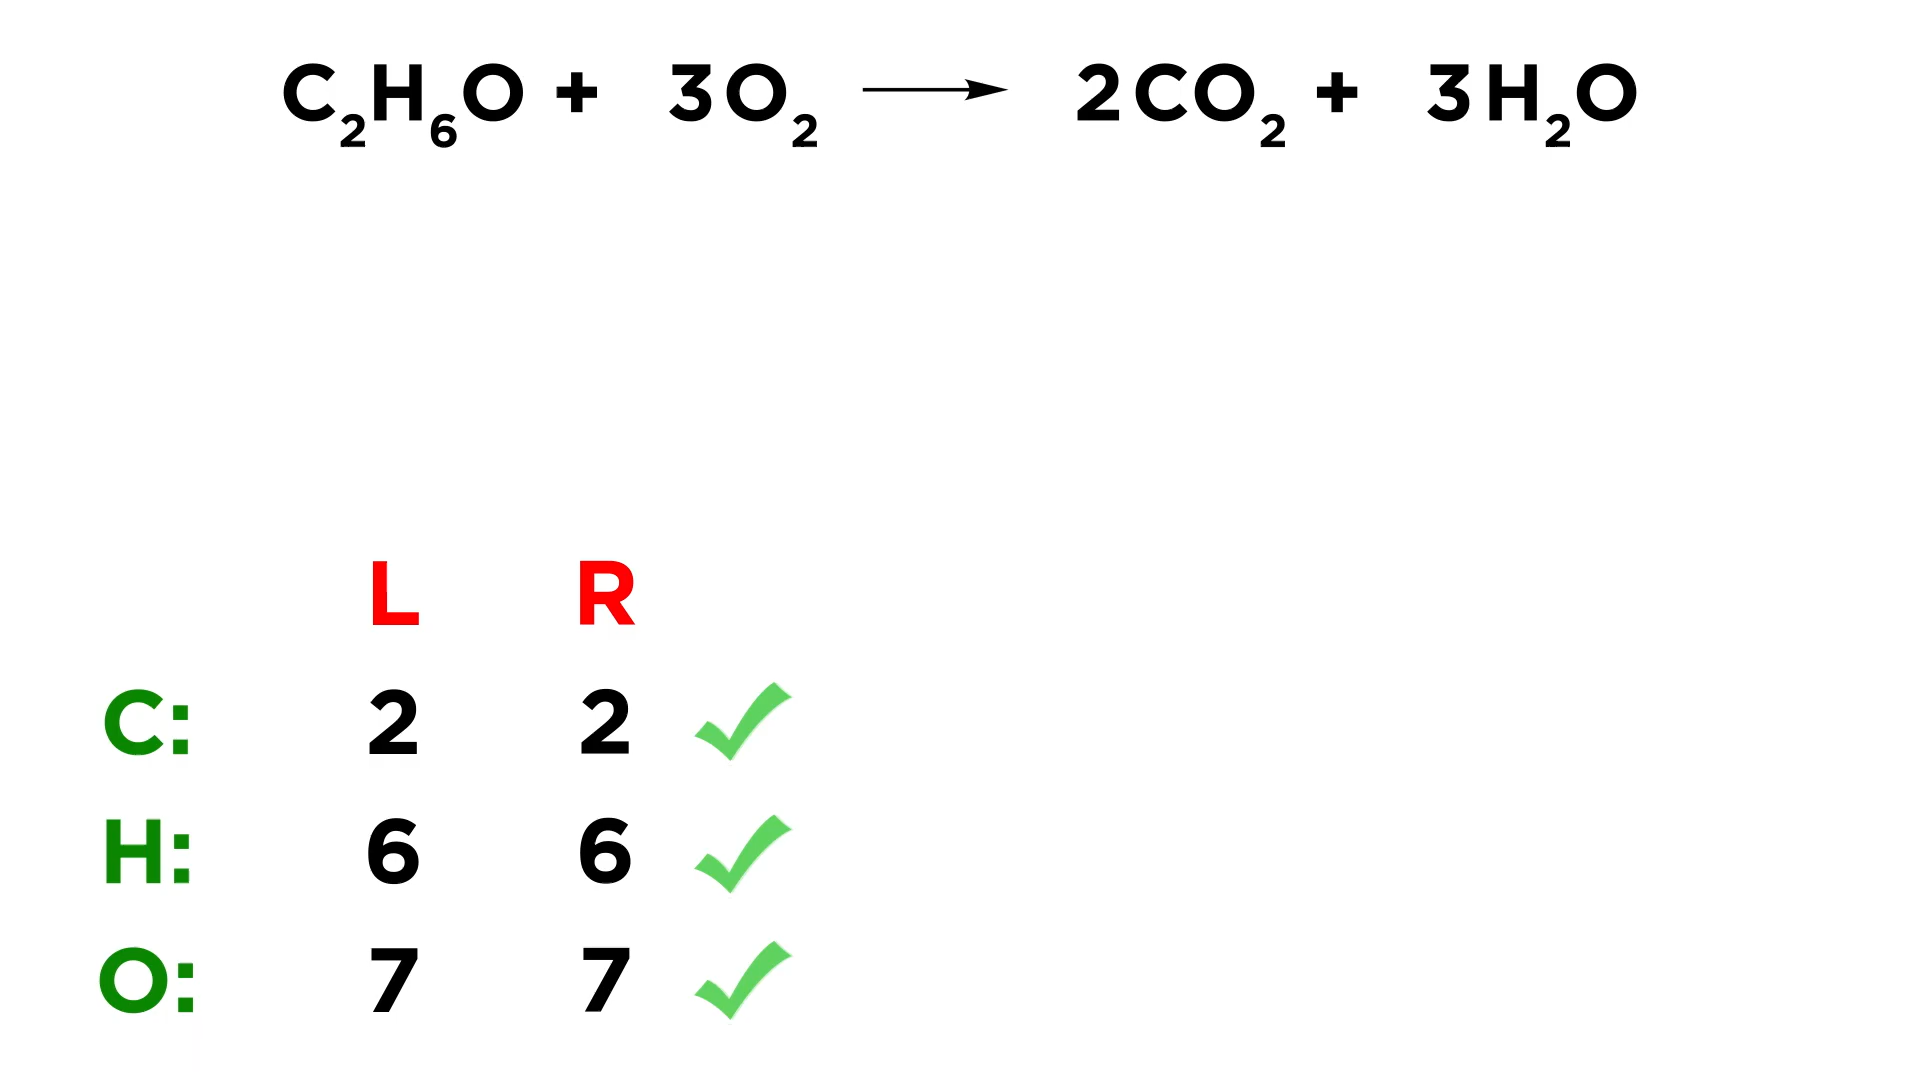 C₂H₆O + 3O₂ ⟶ 2CO₂ + 3H₂O
L R
C: 2 2 ✓
H: 6 6 ✓
O: 7 7 ✓